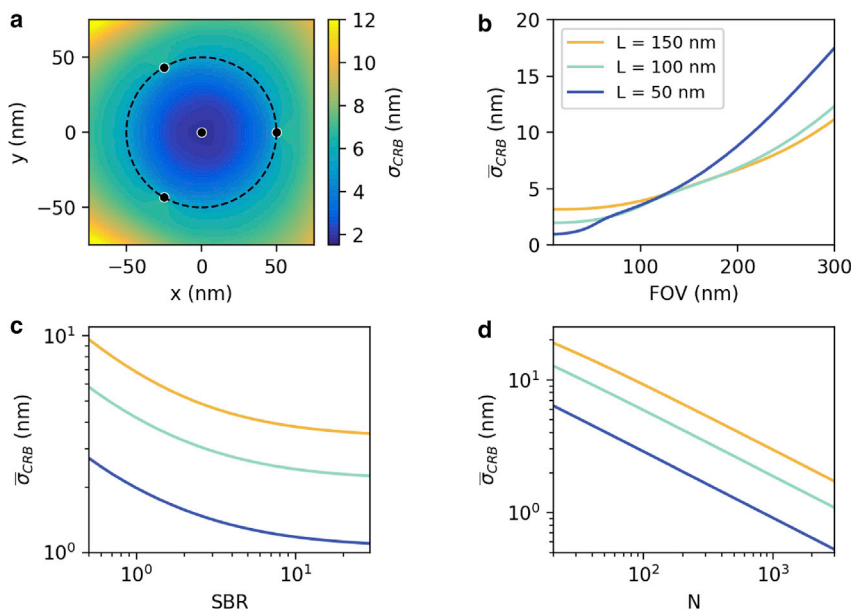 a
y (nm)
50
0
−50
−50 0 50
x (nm)
12
10
8
6
4
2
σCRB (nm)
b
σ̅CRB (nm)
20
15
10
5
0
L = 150 nm
L = 100 nm
L = 50 nm
100 200 300
FOV (nm)
c
σ̅CRB (nm)
10¹
10⁰
10⁰ 10¹
SBR
d
σ̅CRB (nm)
10¹
10⁰
10² 10³
N